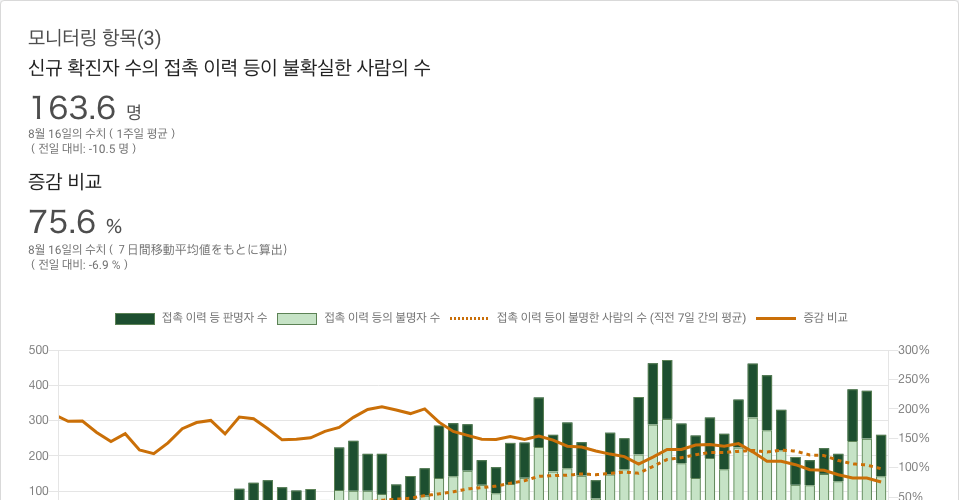 모니터링 항목(3)
신규 확진자 수의 접촉 이력 등이 불확실한 사람의 수
163.6 명
8월 16일의 수치 ( 1주일 평균 )
( 전일 대비: -10.5 명 )
증감 비교
75.6 %
8월 16일의 수치 ( ７日間移動平均値をもとに算出)
( 전일 대비: -6.9 % )
접촉 이력 등 판명자 수 접촉 이력 등의 불명자 수 접촉 이력 등이 불명한 사람의 수 (직전 7일 간의 평균) 증감 비교
500 300%
250%
400 200%
300 150%
200 100%
100 50%